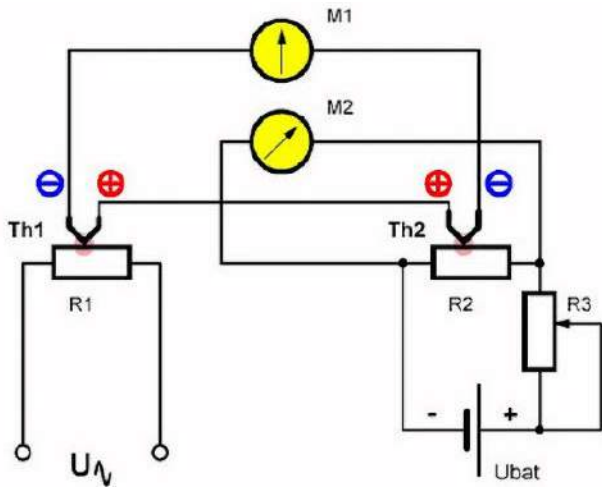 M1
M2
⊖ ⊕ ⊕ ⊖
Th1 Th2
R1 R2 R3
- +
U∿ Ubat